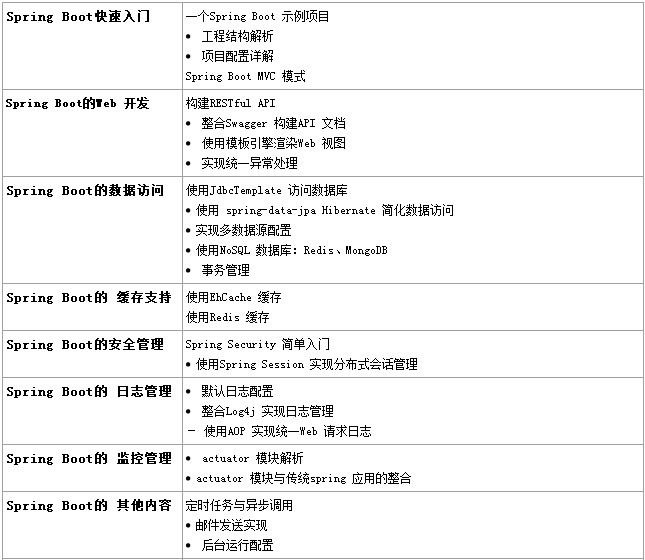 Spring Boot快速入门
一个Spring Boot 示例项目
• 工程结构解析
• 项目配置详解
Spring Boot MVC 模式
Spring Boot的Web 开发
构建RESTful API
• 整合Swagger 构建API 文档
• 使用模板引擎渲染Web 视图
• 实现统一异常处理
Spring Boot的数据访问
使用JdbcTemplate 访问数据库
• 使用 spring-data-jpa Hibernate 简化数据访问
• 实现多数据源配置
• 使用NoSQL 数据库: Redis、MongoDB
• 事务管理
Spring Boot的 缓存支持
使用EhCache 缓存
使用Redis 缓存
Spring Boot的安全管理
Spring Security 简单入门
• 使用Spring Session 实现分布式会话管理
Spring Boot的 日志管理
• 默认日志配置
• 整合Log4j 实现日志管理
– 使用AOP 实现统一Web 请求日志
Spring Boot的 监控管理
• actuator 模块解析
• actuator 模块与传统spring 应用的整合
Spring Boot的 其他内容
定时任务与异步调用
• 邮件发送实现
• 后台运行配置